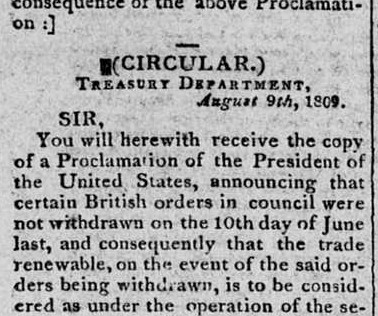 consequence of the above Proclamati-
on :]
(CIRCULAR.)
TREASURY DEPARTMENT,
August 9th, 1809.
SIR,
You will herewith receive the copy
of a Proclamation of the President of
the United States, announcing that
certain British orders in council were
not withdrawn on the 10th day of June
last, and consequently that the trade
renewable, on the event of the said or-
ders being withdrawn, is to be consid-
ered as under the operation of the se-